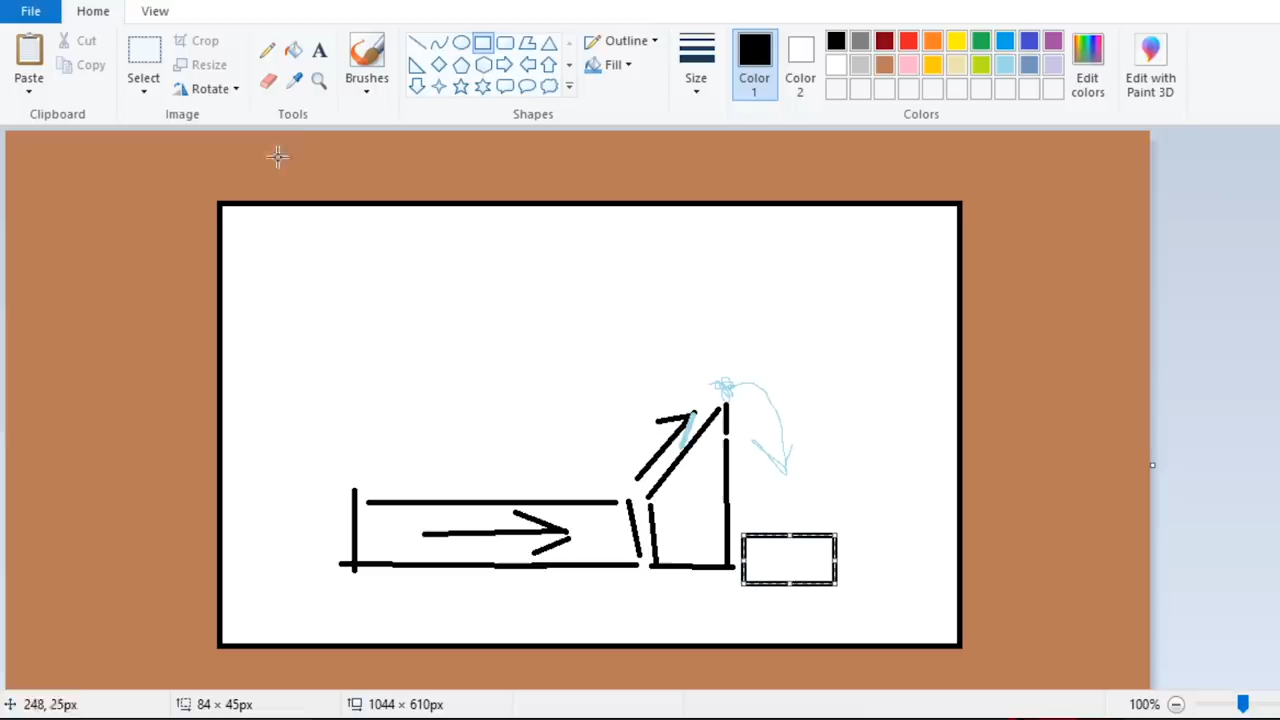 File Home View
Cut Crop Outline
Copy Resize Fill
Paste Select Rotate Brushes Size Color 1 Color 2 Edit colors Edit with Paint 3D
Clipboard Image Tools Shapes Colors
248, 25px 84 × 45px 1044 × 610px 100%